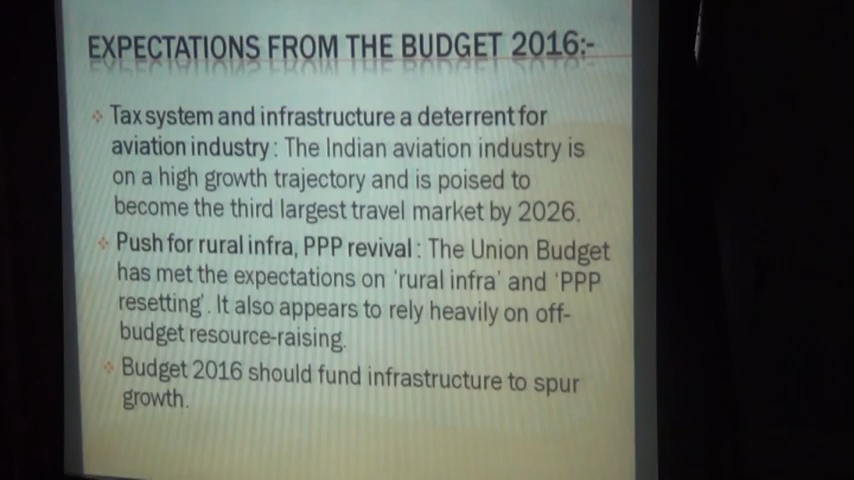 EXPECTATIONS FROM THE BUDGET 2016:-
Tax system and infrastructure a deterrent for
aviation industry : The Indian aviation industry is
on a high growth trajectory and is poised to
become the third largest travel market by 2026.
Push for rural infra, PPP revival : The Union Budget
has met the expectations on 'rural infra' and 'PPP
resetting'. It also appears to rely heavily on off-
budget resource-raising.
Budget 2016 should fund infrastructure to spur
growth.